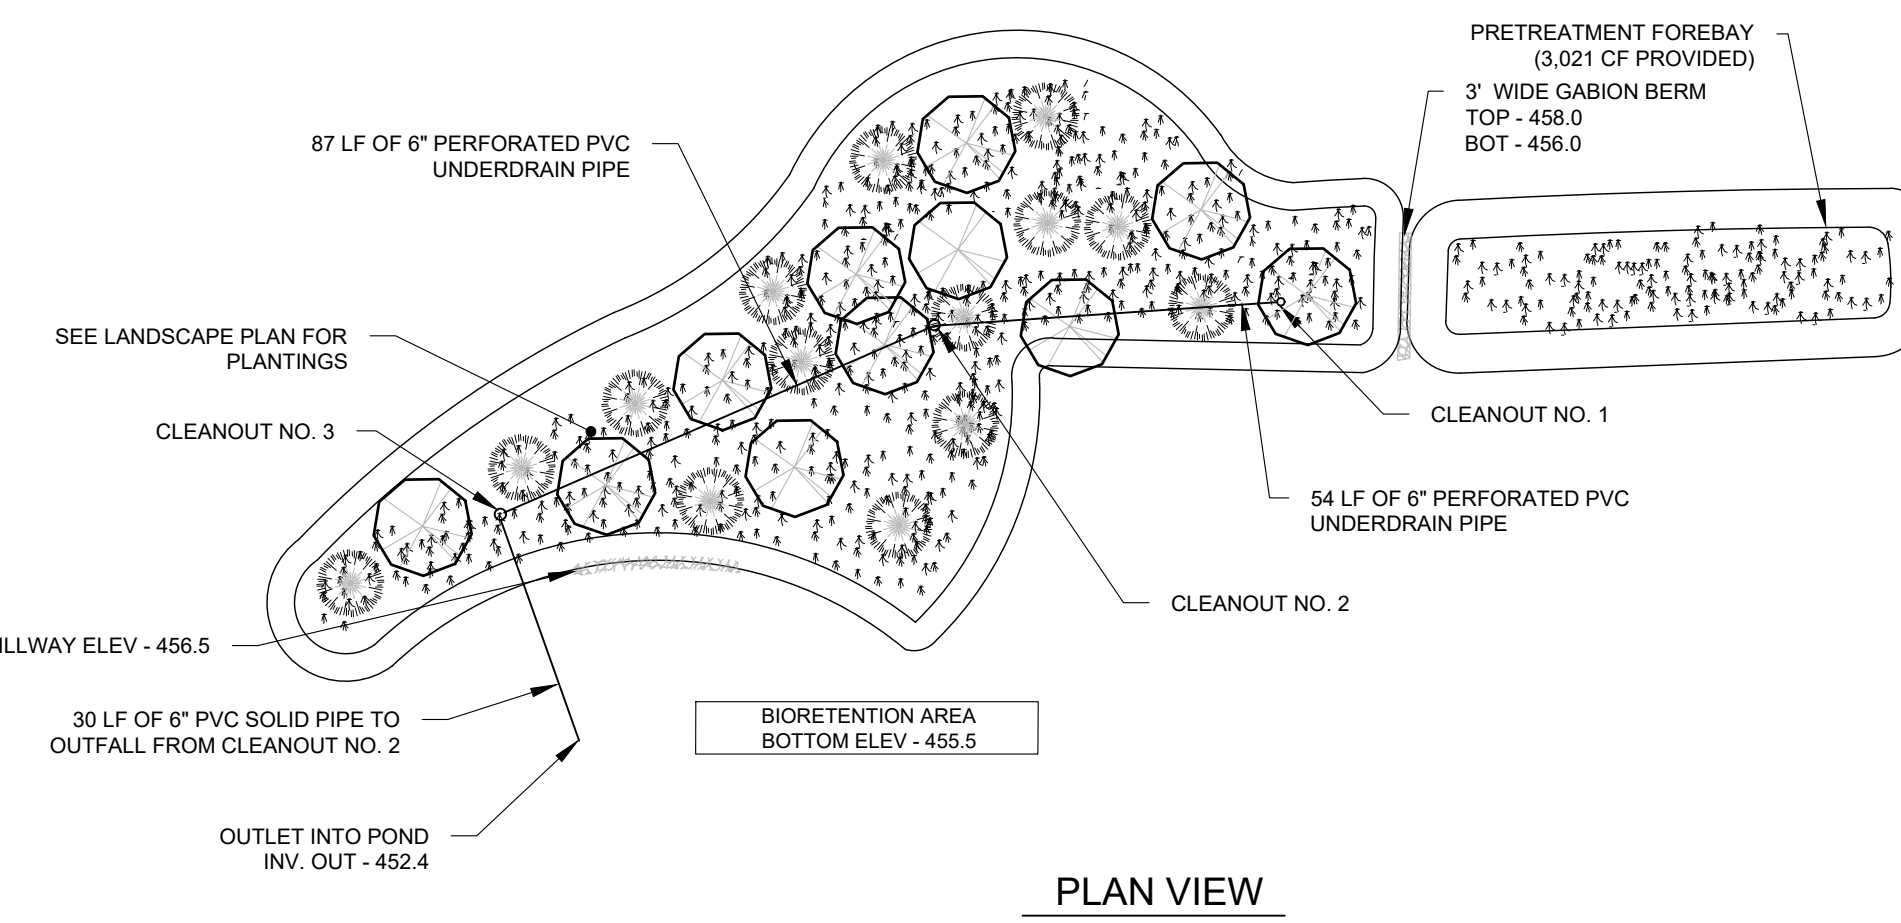 PRETREATMENT FOREBAY
(3,021 CF PROVIDED)
3' WIDE GABION BERM
TOP - 458.0
BOT - 456.0
87 LF OF 6" PERFORATED PVC
UNDERDRAIN PIPE
SEE LANDSCAPE PLAN FOR
PLANTINGS
CLEANOUT NO. 3
CLEANOUT NO. 1
54 LF OF 6" PERFORATED PVC
UNDERDRAIN PIPE
CLEANOUT NO. 2
ELEV - 456.5
30 LF OF 6" PVC SOLID PIPE TO
OUTFALL FROM CLEANOUT NO. 2
BIORETENTION AREA
BOTTOM ELEV - 455.5
OUTLET INTO POND
INV. OUT - 452.4
PLAN VIEW